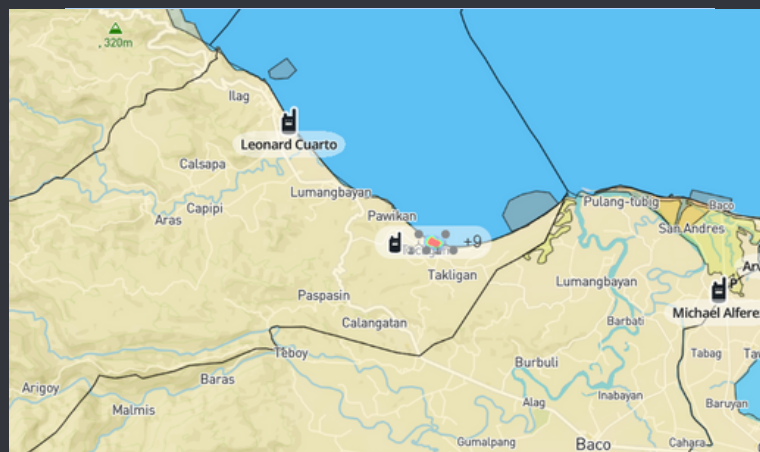 , 320m
Ilag
Leonard Cuarto
Calsapa
Lumangbayan
Capipi
Aras
Pawikan
+9
Takligan
Paspasin
Calangatan
Teboy
Baras
Arigoy
Malmis
Pulang-tubig
Baco
San Andres
Lumangbayan
Michael Alferez
P
Barbati
Tabag
Burbuli
Inabayan
Alag
Baruyan
Gumalpang
Baco
Cahara